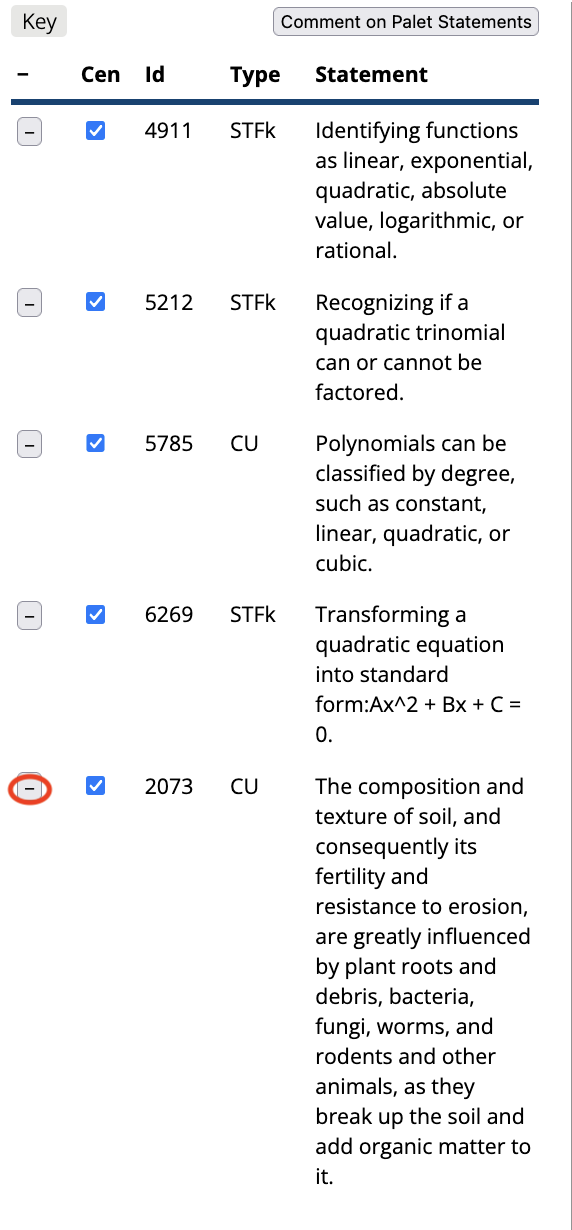 Key
Comment on Palet Statements
– Cen Id Type Statement
– 4911 STFk Identifying functions
as linear, exponential,
quadratic, absolute
value, logarithmic, or
rational.
– 5212 STFk Recognizing if a
quadratic trinomial
can or cannot be
factored.
– 5785 CU Polynomials can be
classified by degree,
such as constant,
linear, quadratic, or
cubic.
– 6269 STFk Transforming a
quadratic equation
into standard
form:Ax^2 + Bx + C =
0.
– 2073 CU The composition and
texture of soil, and
consequently its
fertility and
resistance to erosion,
are greatly influenced
by plant roots and
debris, bacteria,
fungi, worms, and
rodents and other
animals, as they
break up the soil and
add organic matter to
it.